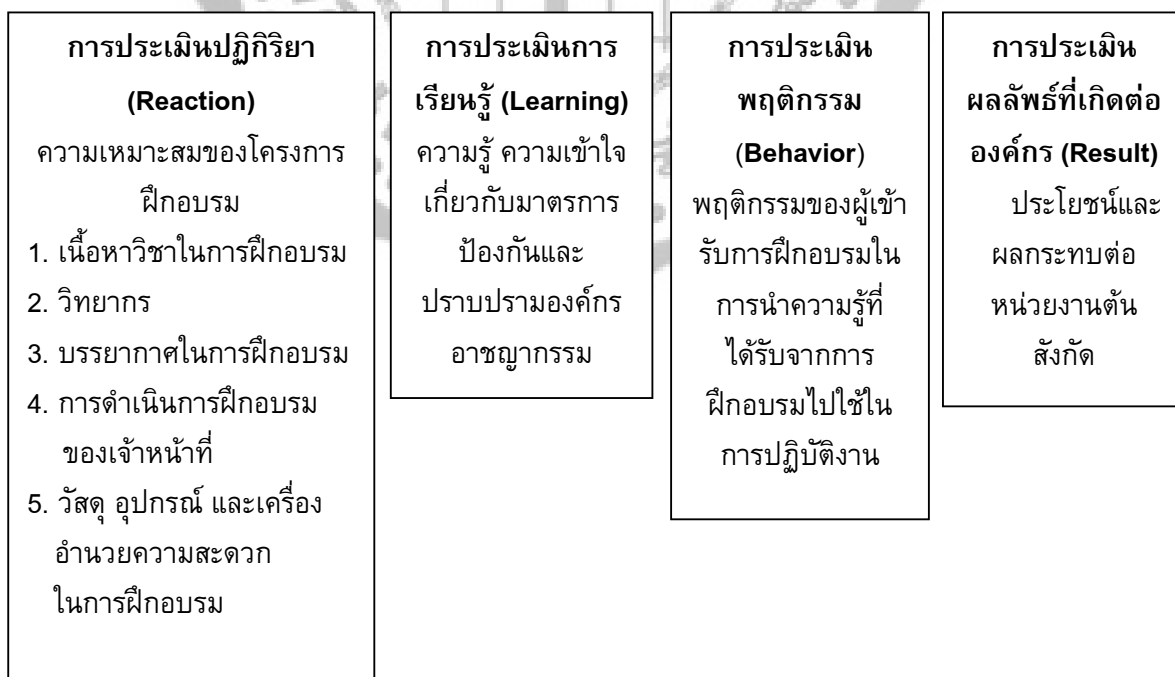 การประเมินปฏิกิริยา
(Reaction)
ความเหมาะสมของโครงการ
ฝึกอบรม
1. เนื้อหาวิชาในการฝึกอบรม
2. วิทยากร
3. บรรยากาศในการฝึกอบรม
4. การดำเนินการฝึกอบรม
ของเจ้าหน้าที่
5. วัสดุ อุปกรณ์ และเครื่อง
อำนวยความสะดวก
ในการฝึกอบรม
การประเมินการ
เรียนรู้ (Learning)
ความรู้ ความเข้าใจ
เกี่ยวกับมาตรการ
ป้องกันและ
ปราบปรามองค์กร
อาชญากรรม
การประเมิน
พฤติกรรม
(Behavior)
พฤติกรรมของผู้เข้า
รับการฝึกอบรมใน
การนำความรู้ที่
ได้รับจากการ
ฝึกอบรมไปใช้ใน
การปฏิบัติงาน
การประเมิน
ผลลัพธ์ที่เกิดต่อ
องค์กร (Result)
ประโยชน์และ
ผลกระทบต่อ
หน่วยงานต้น
สังกัด